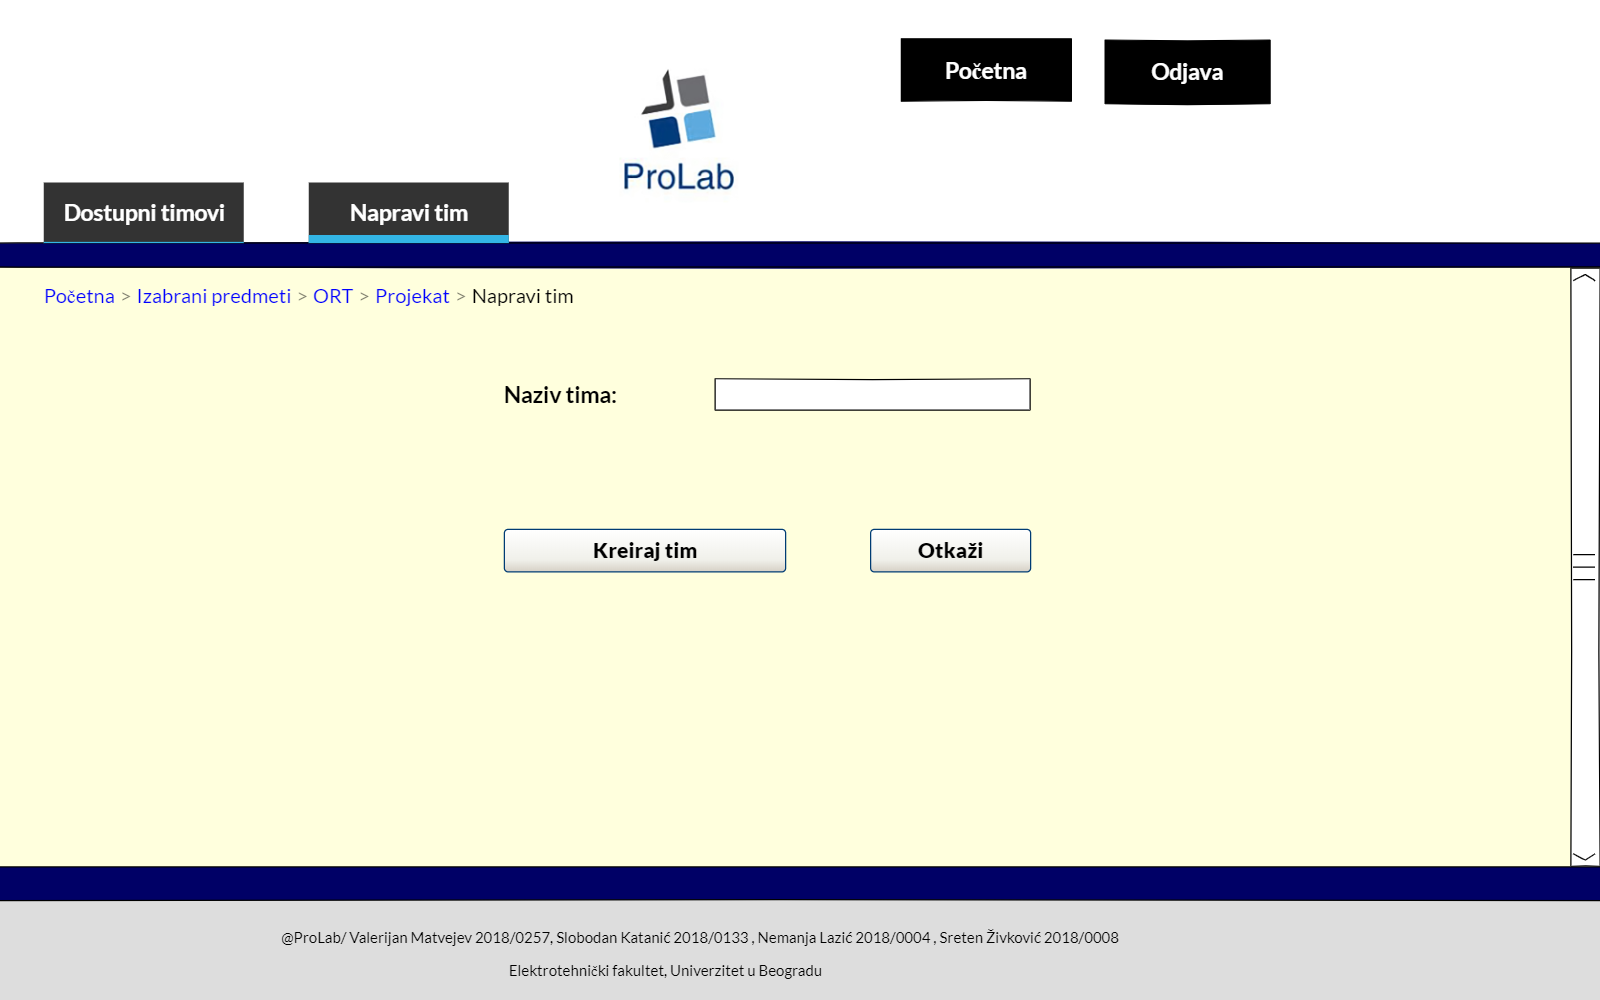 Početna
Odjava
ProLab
Dostupni timovi
Napravi tim
Početna > Izabrani predmeti > ORT > Projekat > Napravi tim
Naziv tima:
Kreiraj tim
Otkaži
@ProLab/ Valerijan Matvejev 2018/0257, Slobodan Katanić 2018/0133 , Nemanja Lazić 2018/0004 , Sreten Živković 2018/0008
Elektrotehnički fakultet, Univerzitet u Beogradu